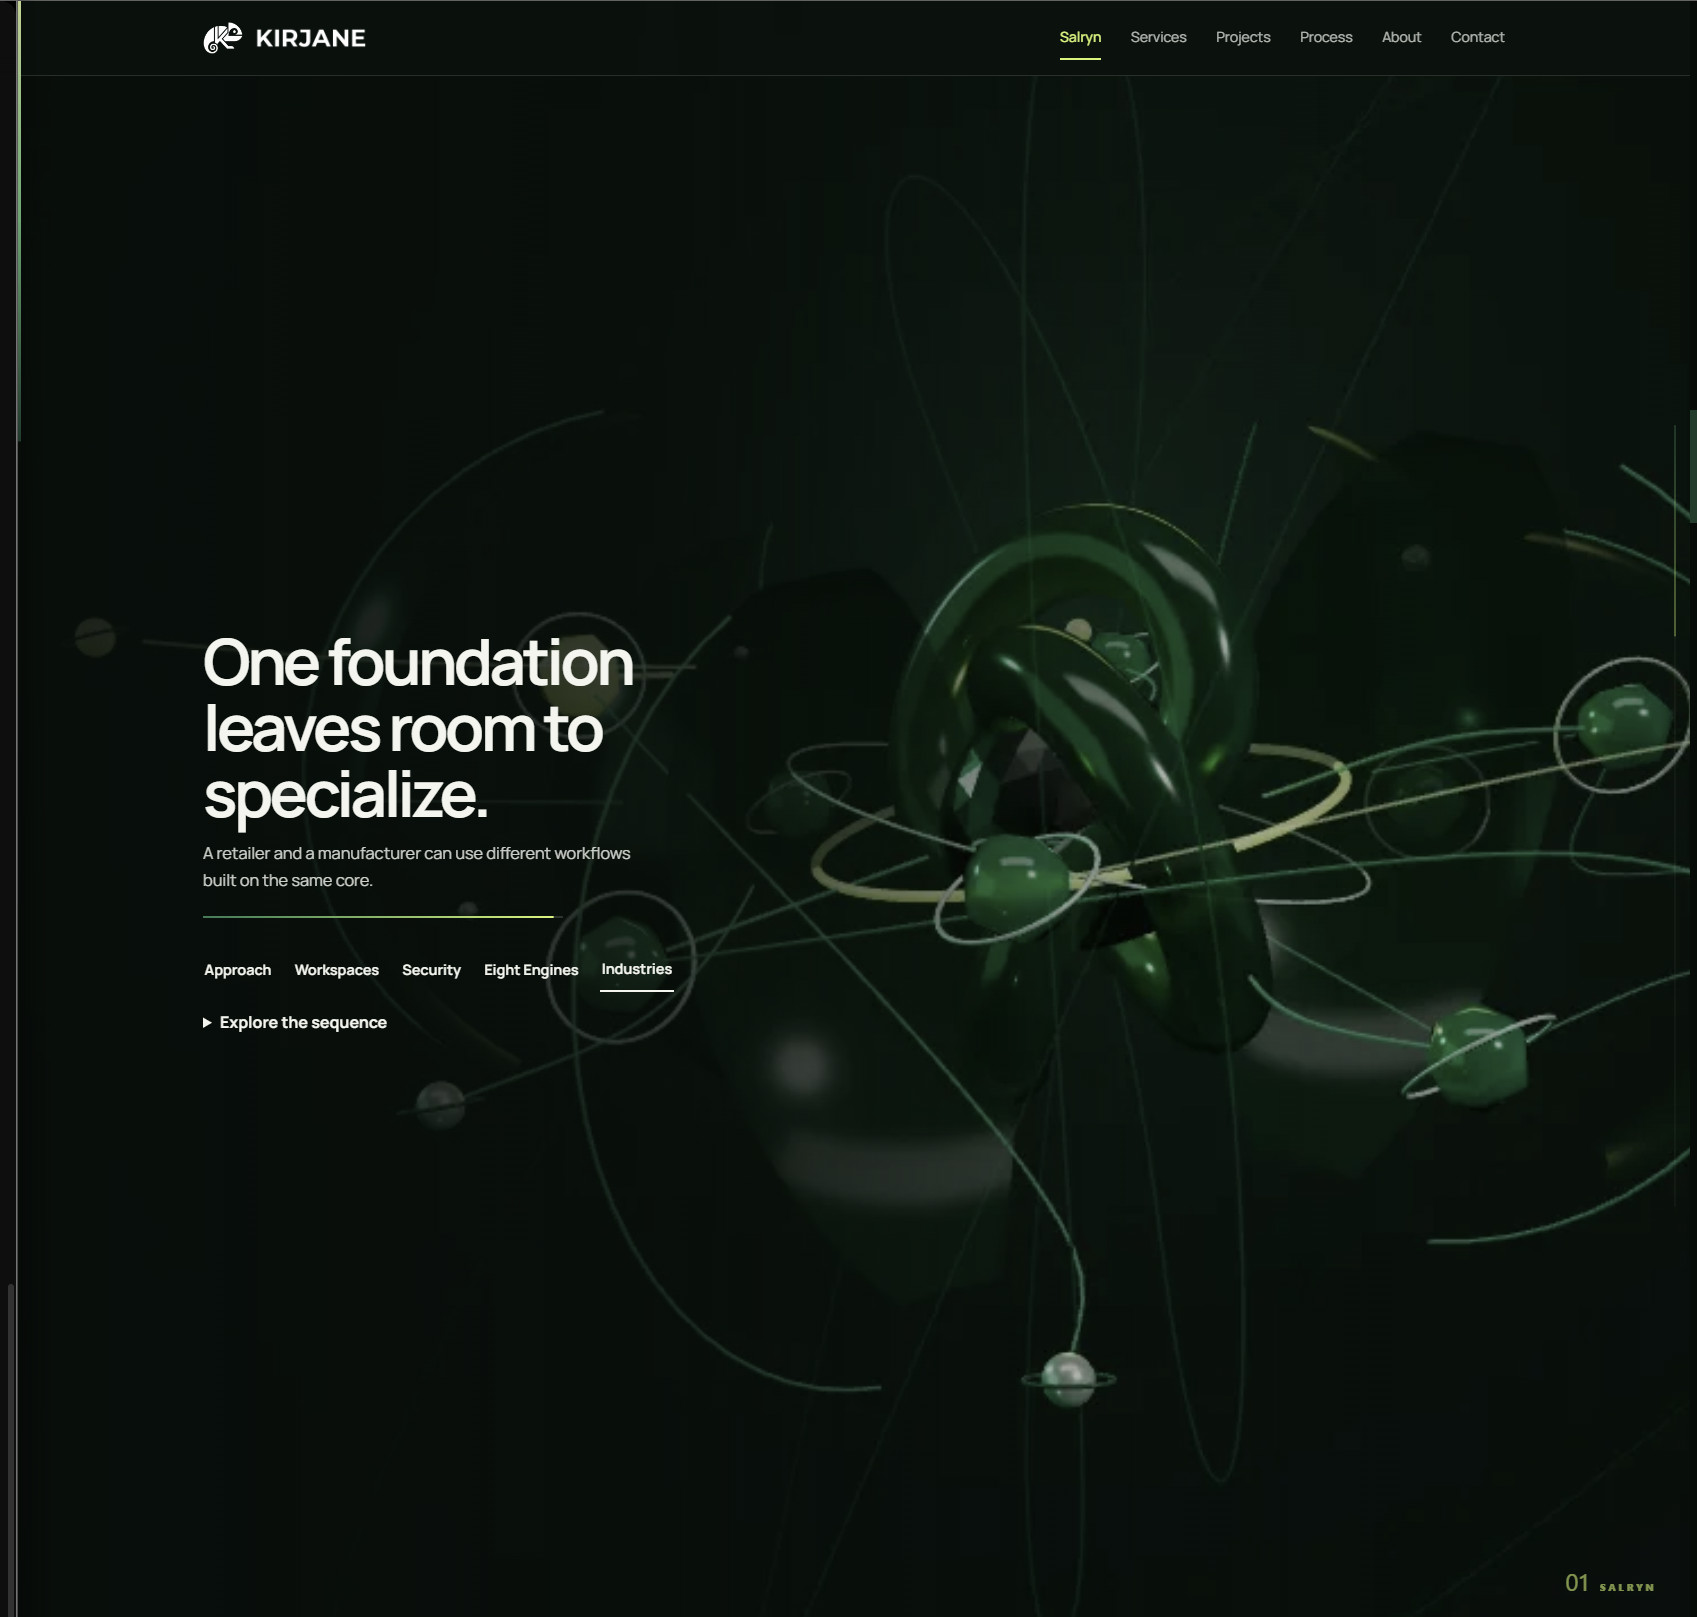 KIRJANE
Salryn Services Projects Process About Contact
One foundation
leaves room to
specialize.
A retailer and a manufacturer can use different workflows
built on the same core.
Approach Workspaces Security Eight Engines Industries
Explore the sequence
01 SALRYN